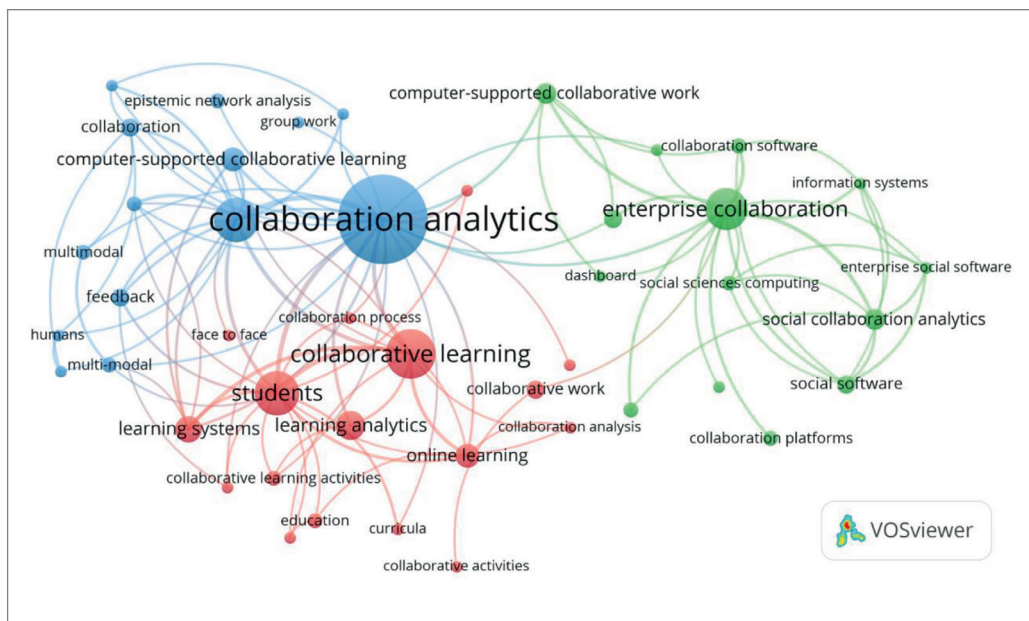 computer-supported collaborative work
epistemic network analysis
group work
collaboration
collaboration software
computer-supported collaborative learning
information systems
collaboration analytics
enterprise collaboration
multimodal
enterprise social software
dashboard
social sciences computing
feedback
collaboration process
social collaboration analytics
humans
face to face
collaborative learning
multi-modal
students
collaborative work
social software
learning systems
learning analytics
collaboration analysis
collaboration platforms
online learning
collaborative learning activities
education
curricula
collaborative activities
VOSviewer